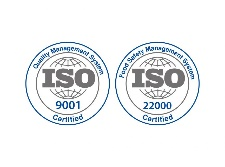 Quality Management System
ISO
9001
Certified
Food Safety Management System
ISO
22000
Certified